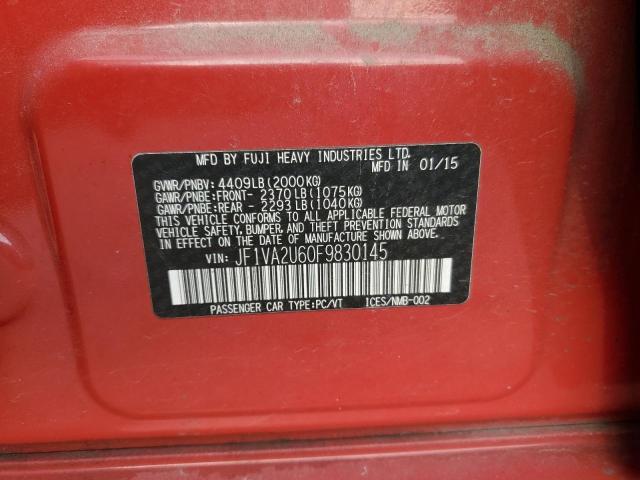 MFD BY FUJI HEAVY INDUSTRIES LTD.
MFD IN 01/15
GVWR/PNBV: 4409LB(2000KG)
GAWR/PNBE:FRONT- 2370LB(1075KG)
GAWR/PNBE:REAR - 2293LB(1040KG)
THIS VEHICLE CONFORMS TO ALL APPLICABLE FEDERAL MOTOR
VEHICLE SAFETY, BUMPER, AND THEFT PREVENTION STANDARDS
IN EFFECT ON THE DATE OF MANUFACTURE SHOWN ABOVE.
VIN: JF1VA2U60F9830145
PASSENGER CAR TYPE:PC/VT ICES/NMB-002